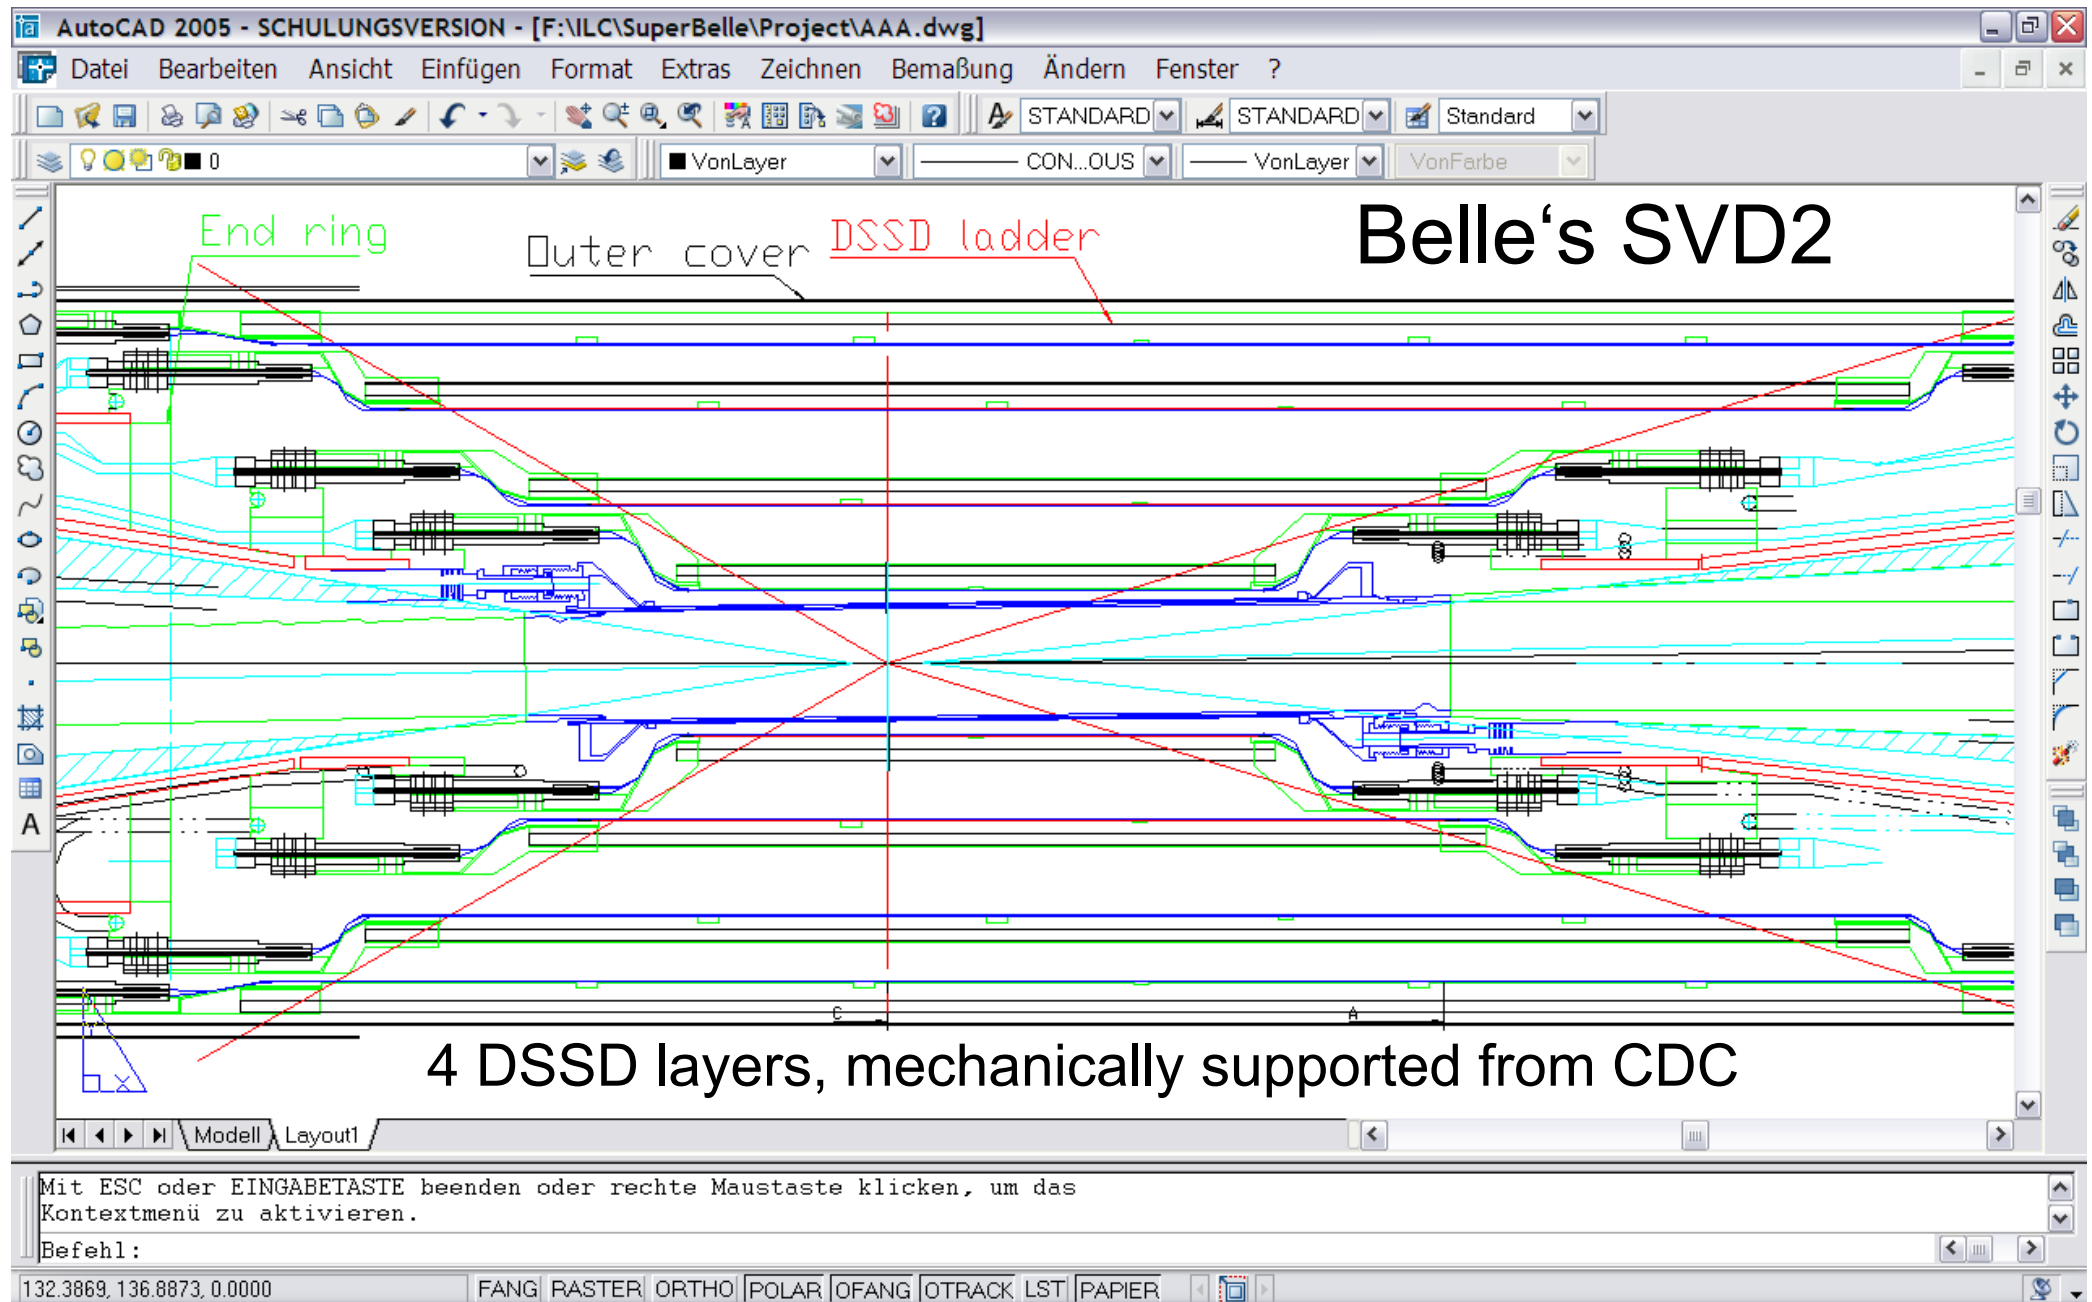 AutoCAD 2005 - SCHULUNGSVERSION - [F:\ILC\SuperBelle\Project\AAA.dwg]
Datei Bearbeiten Ansicht Einfügen Format Extras Zeichnen Bemaßung Ändern Fenster ?
STANDARD STANDARD Standard
0 VonLayer CON...OUS VonLayer VonFarbe
End ring Outer cover DSSD ladder Belle‘s SVD2
C A
4 DSSD layers, mechanically supported from CDC
X
Modell Layout1
Mit ESC oder EINGABETASTE beenden oder rechte Maustaste klicken, um das
Kontextmenü zu aktivieren.
Befehl:
132.3869, 136.8873, 0.0000 FANG RASTER ORTHO POLAR OFANG OTRACK LST PAPIER